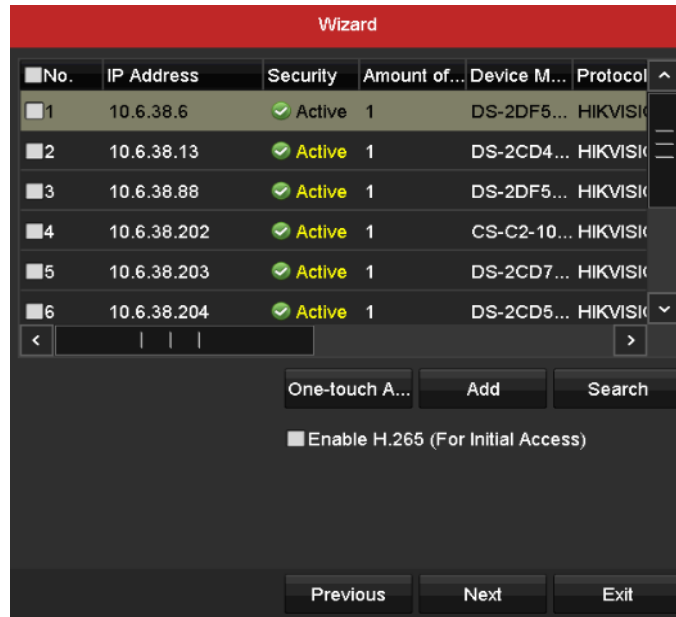 Wizard
No. IP Address Security Amount of... Device M... Protocol
1 10.6.38.6 Active 1 DS-2DF5... HIKVISI
2 10.6.38.13 Active 1 DS-2CD4... HIKVISI
3 10.6.38.88 Active 1 DS-2DF5... HIKVISI
4 10.6.38.202 Active 1 CS-C2-10... HIKVISI
5 10.6.38.203 Active 1 DS-2CD7... HIKVISI
6 10.6.38.204 Active 1 DS-2CD5... HIKVISI
One-touch A... Add Search
Enable H.265 (For Initial Access)
Previous Next Exit